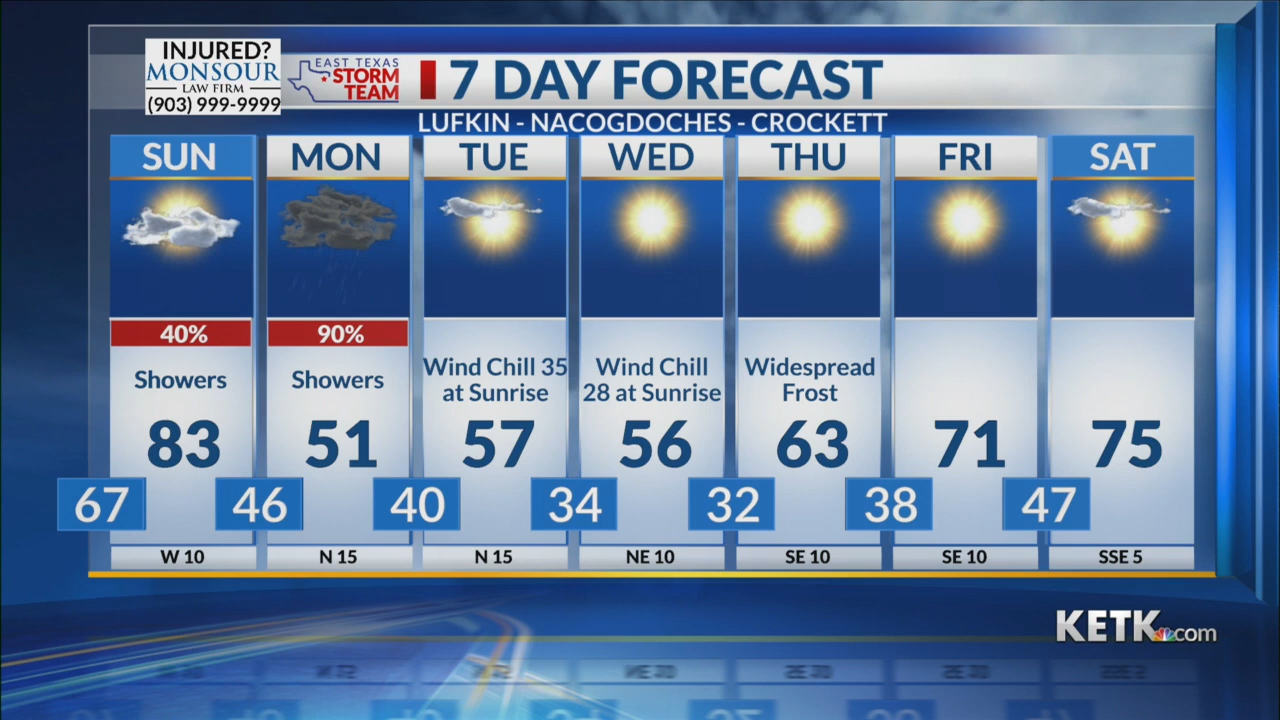 INJURED?
MONSOUR
LAW FIRM
(903) 999-9999
EAST TEXAS
STORM
TEAM
7 DAY FORECAST
LUFKIN - NACOGDOCHES - CROCKETT
SUN MON TUE WED THU FRI SAT
40% 90%
Showers Showers Wind Chill 35 at Sunrise Wind Chill 28 at Sunrise Widespread Frost
83 51 57 56 63 71 75
67 46 40 34 32 38 47
W 10 N 15 N 15 NE 10 SE 10 SE 10 SSE 5
KETK.com